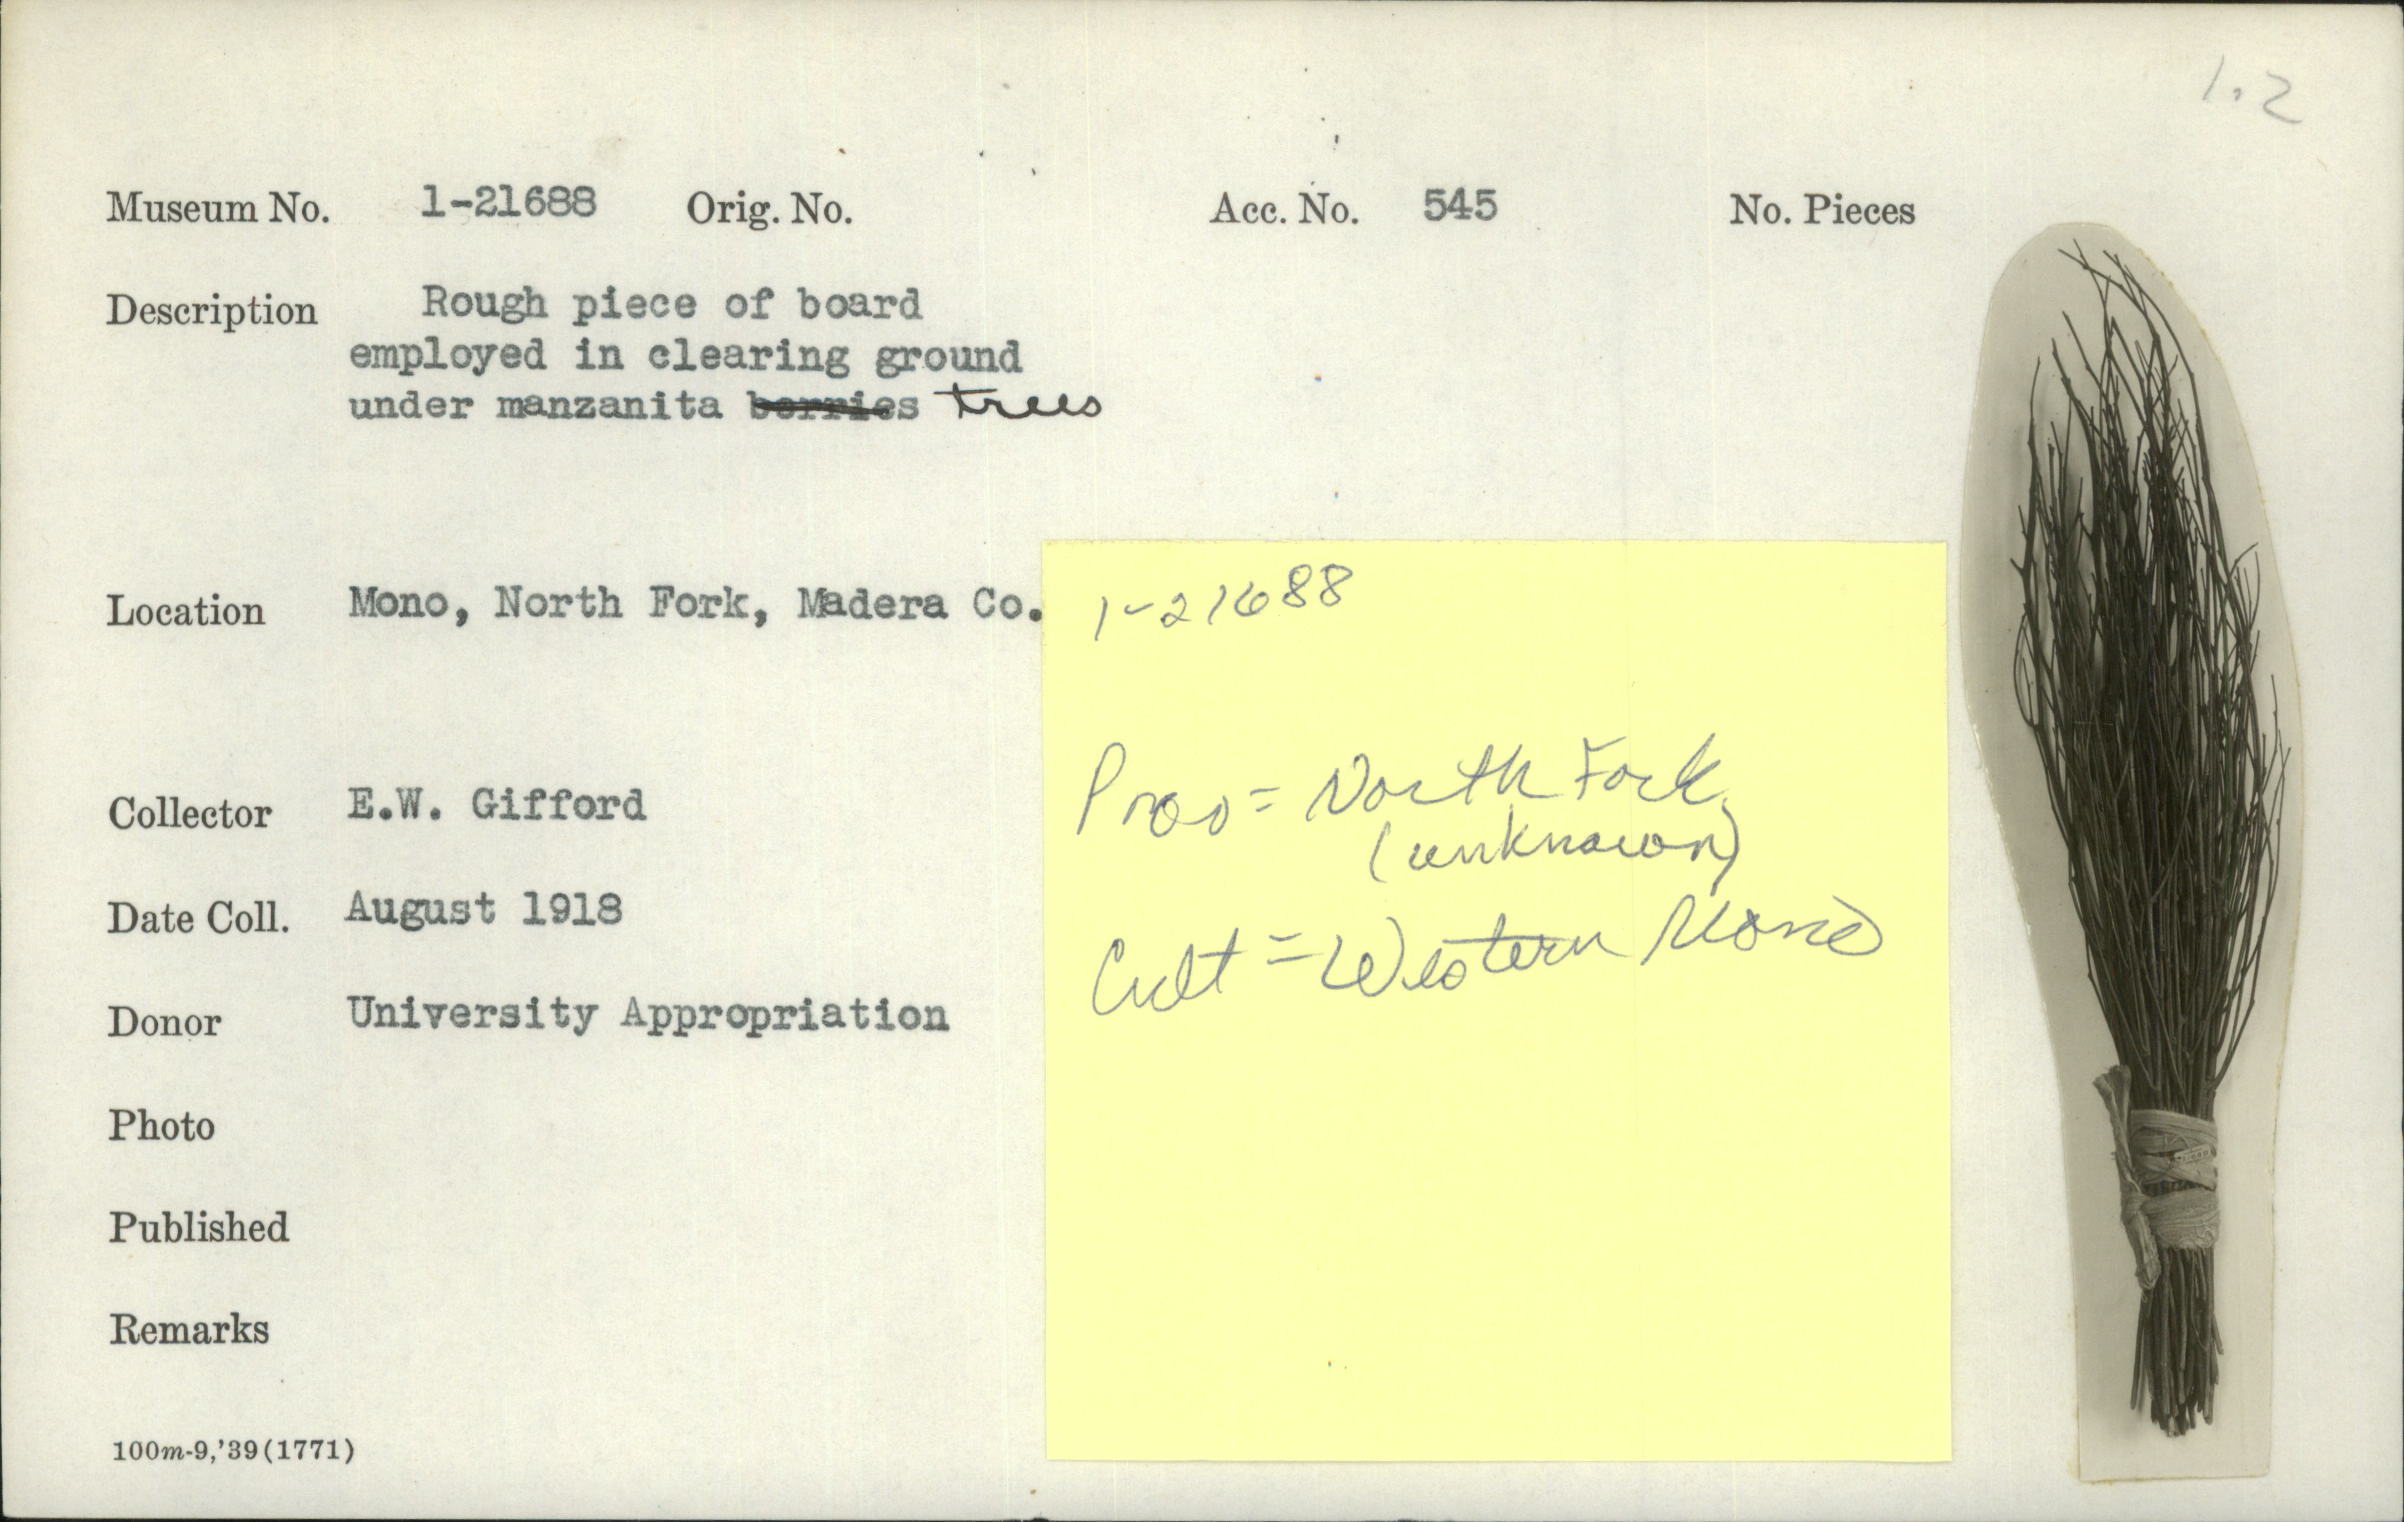 1.2
Museum No. 1-21688 Orig. No. Acc. No. 545 No. Pieces
Description Rough piece of board
employed in clearing ground
under manzanita berries trees
Location Mono, North Fork, Madera Co.
Collector E.W. Gifford
Date Coll. August 1918
Donor University Appropriation
Photo
Published
Remarks
100m-9,'39(1771)
1-21688
Prov = North Fork
(unknown)
Cult = Western Mono